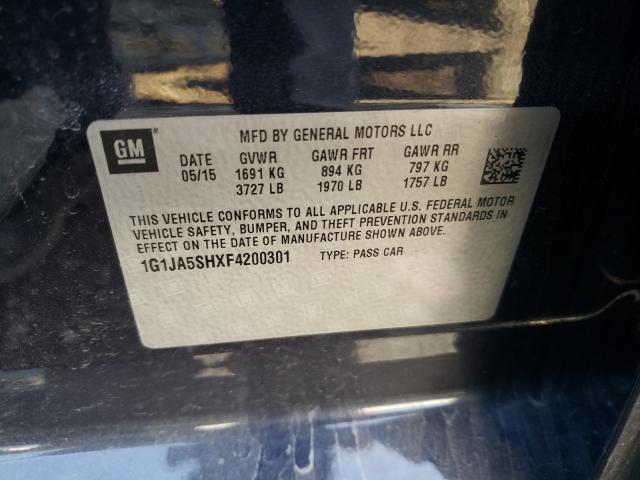 GM
MFD BY GENERAL MOTORS LLC
DATE GVWR GAWR FRT GAWR RR
05/15 1691 KG 894 KG 797 KG
3727 LB 1970 LB 1757 LB
THIS VEHICLE CONFORMS TO ALL APPLICABLE U.S. FEDERAL MOTOR
VEHICLE SAFETY, BUMPER, AND THEFT PREVENTION STANDARDS IN
EFFECT ON THE DATE OF MANUFACTURE SHOWN ABOVE.
1G1JA5SHXF4200301 TYPE: PASS CAR